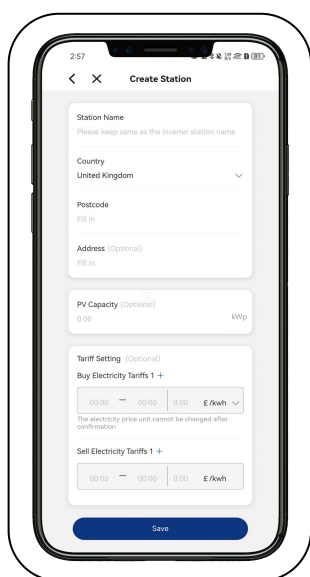 2:57
Create Station
Station Name
Please keep same as the inverter station name
Country
United Kingdom
Postcode
Fill in
Address (Optional)
Fill in
PV Capacity (Optional)
0.00 kWp
Tariff Setting (Optional)
Buy Electricity Tariffs 1 +
00:00 — 00:00 0.00 £/kwh
The electricity price unit cannot be changed after
confirmation
Sell Electricity Tariffs 1 +
00:00 — 00:00 0.00 £/kwh
Save